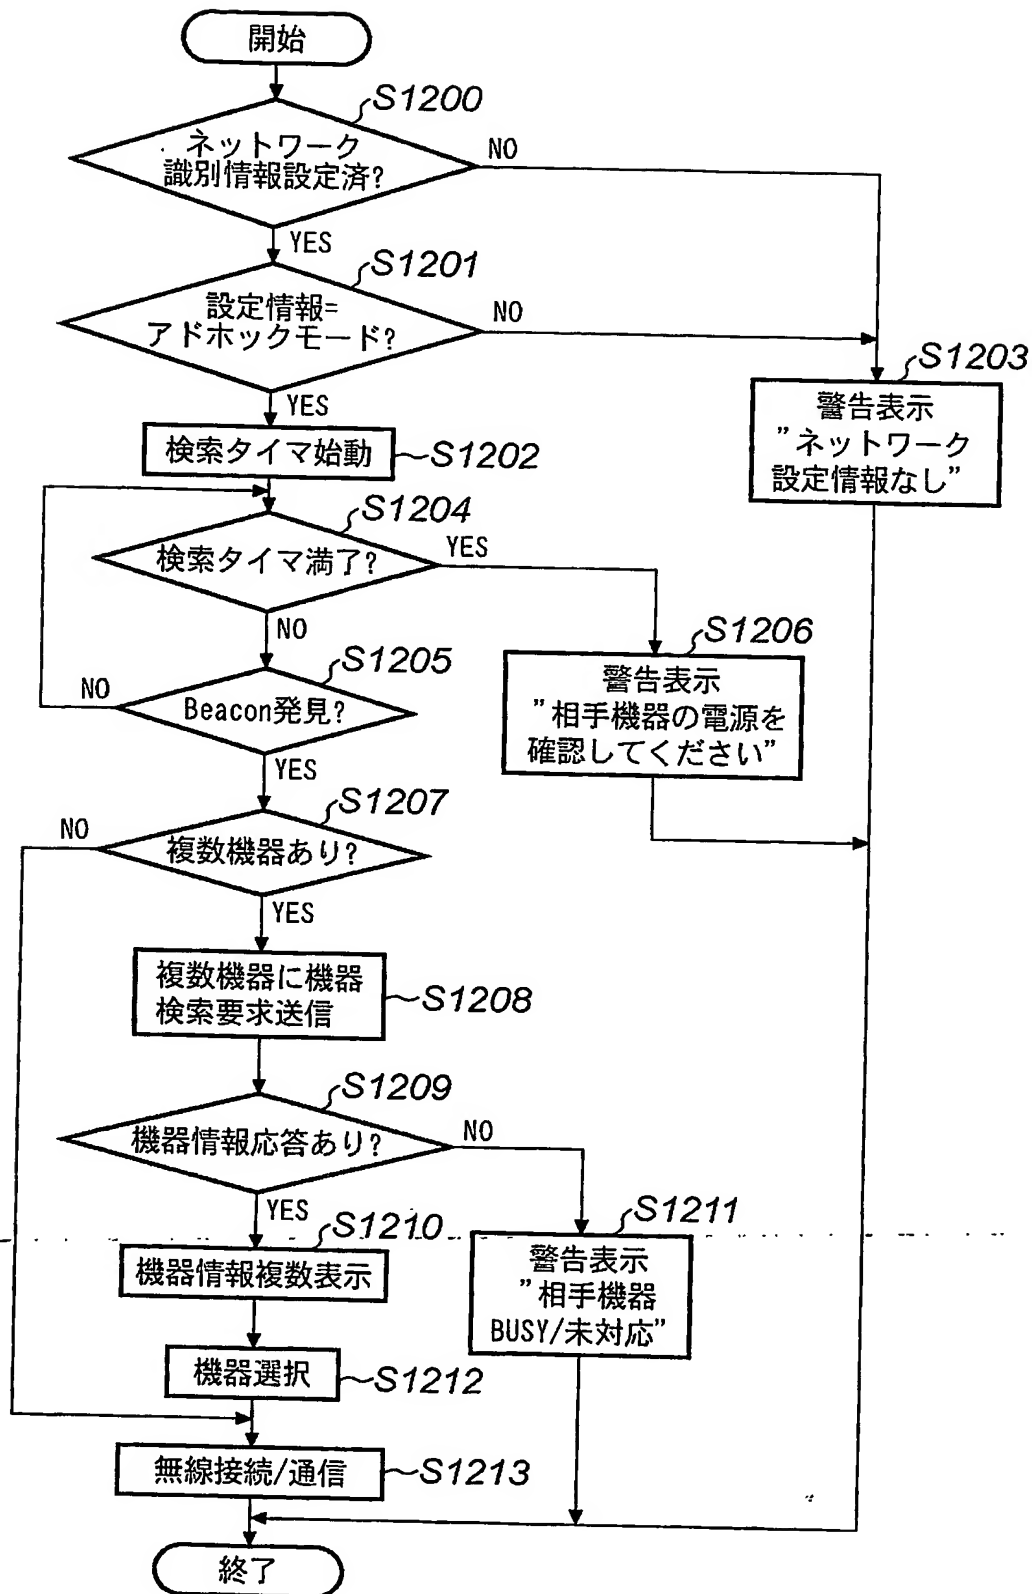 開始
S1200
ネットワーク
識別情報設定済?
NO
YES
S1201
設定情報=
アドホックモード?
NO
YES
S1203
警告表示
”ネットワーク
設定情報なし”
検索タイマ始動
S1202
S1204
検索タイマ満了?
YES
NO
S1205
Beacon発見?
NO
YES
S1206
警告表示
”相手機器の電源を
確認してください”
S1207
複数機器あり?
NO
YES
複数機器に機器
検索要求送信
S1208
S1209
機器情報応答あり?
NO
YES
S1210
機器情報複数表示
S1211
警告表示
”相手機器
BUSY/未対応”
機器選択
S1212
無線接続/通信
S1213
終了